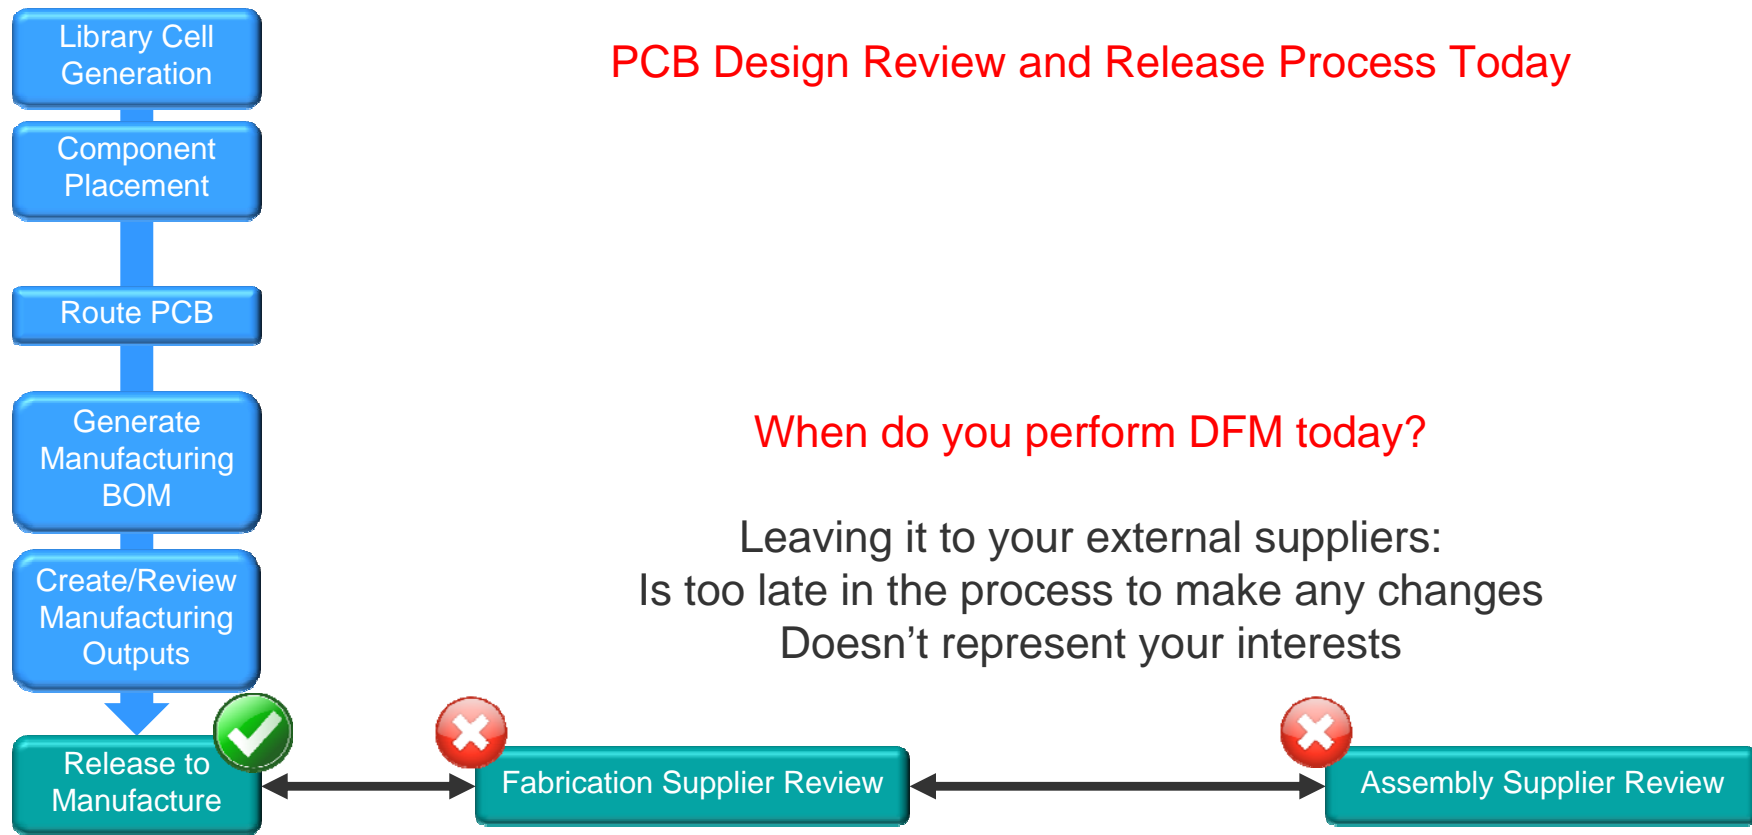 Library Cell
Generation
PCB Design Review and Release Process Today
Component
Placement
Route PCB
Generate
Manufacturing
BOM
When do you perform DFM today?
Leaving it to your external suppliers:
Is too late in the process to make any changes
Doesn’t represent your interests
Create/Review
Manufacturing
Outputs
Release to
Manufacture
Fabrication Supplier Review
Assembly Supplier Review